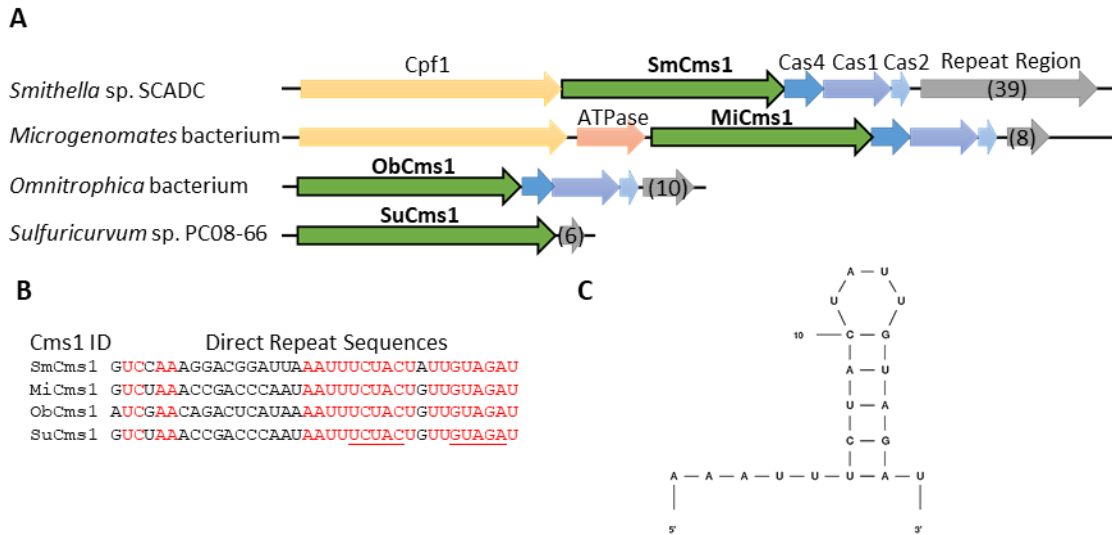 A
Cpf1 SmCms1 Cas4 Cas1 Cas2 Repeat Region
Smithella sp. SCADC (39)
ATPase MiCms1
Microgenomates bacterium (8)
ObCms1
Omnitrophica bacterium (10)
SuCms1
Sulfuricurvum sp. PC08-66 (6)
B
Cms1 ID Direct Repeat Sequences
SmCms1 GUCCAAAGGACGGAUUAAAUUUCUACUAUUGUAGAU
MiCms1 GUCUAAACCGACCCAAUAAUUUCUACUGUUGUAGAU
ObCms1 AUCGAACAGACUCAUAAAAUUUCUACUGUUGUAGAU
SuCms1 GUCUAAACCGACCCAAUAAUUUCUACUGUUGUAGAU
C
A U
U U
10 C G
A U
U A
C G
A A A U U U U A U
5' 3'